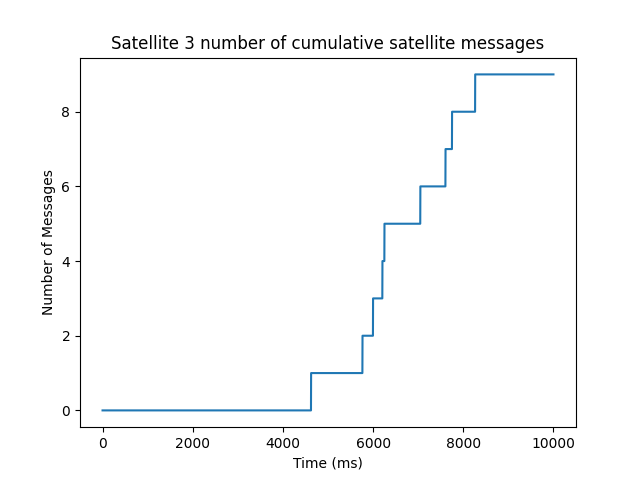 Satellite 3 number of cumulative satellite messages
8
6
4
2
0
Number of Messages
0 2000 4000 6000 8000 10000
Time (ms)